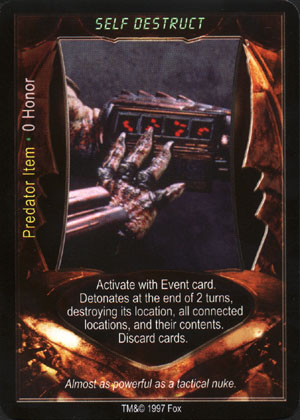 SELF DESTRUCT
Predator Item • 0 Honor
Activate with Event card.
Detonates at the end of 2 turns,
destroying its location, all connected
locations, and their contents.
Discard cards.
Almost as powerful as a tactical nuke.
TM&© 1997 Fox